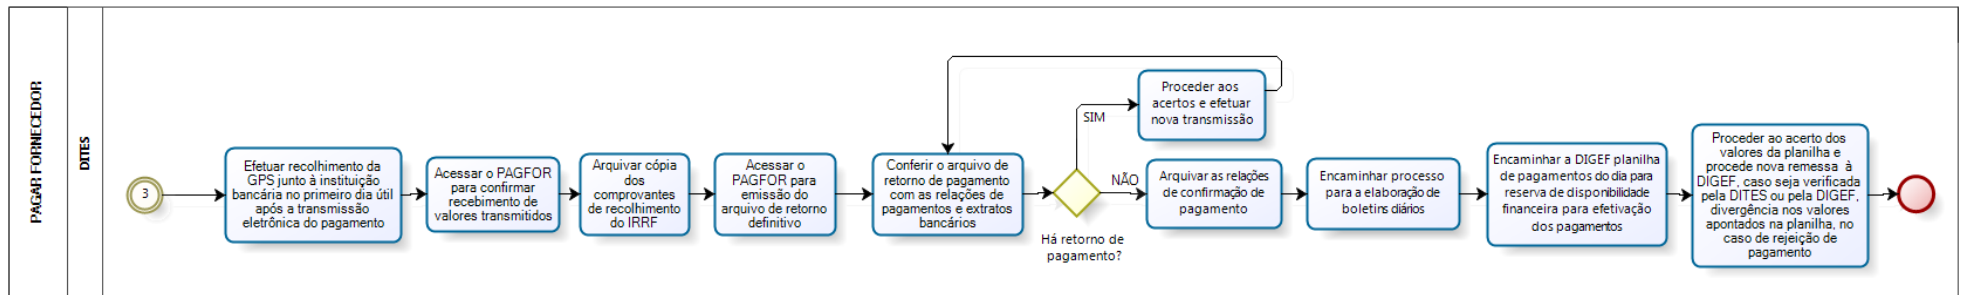 PAGAR FORNECEDOR
DITES
3
Efetuar recolhimento da
GPS junto à instituição
bancária no primeiro dia útil
após a transmissão
eletrônica do pagamento
Acessar o PAGFOR
para confirmar
recebimento de
valores transmitidos
Arquivar cópia
dos
comprovantes
de recolhimento
do IRRF
Acessar o
PAGFOR para
emissão do
arquivo de retorno
definitivo
Conferir o arquivo de
retorno de pagamento
com as relações de
pagamentos e extratos
bancários
Há retorno de
pagamento?
SIM
Proceder aos
acertos e efetuar
nova transmissão
NÃO
Arquivar as relações
de confirmação de
pagamento
Encaminhar processo
para a elaboração de
boletins diários
Encaminhar a DIGEF planilha
de pagamentos do dia para
reserva de disponibilidade
financeira para efetivação
dos pagamentos
Proceder ao acerto dos
valores da planilha e
procede nova remessa à
DIGEF, caso seja verificada
pela DITES ou pela DIGEF,
divergência nos valores
apontados na planilha, no
caso de rejeição de
pagamento